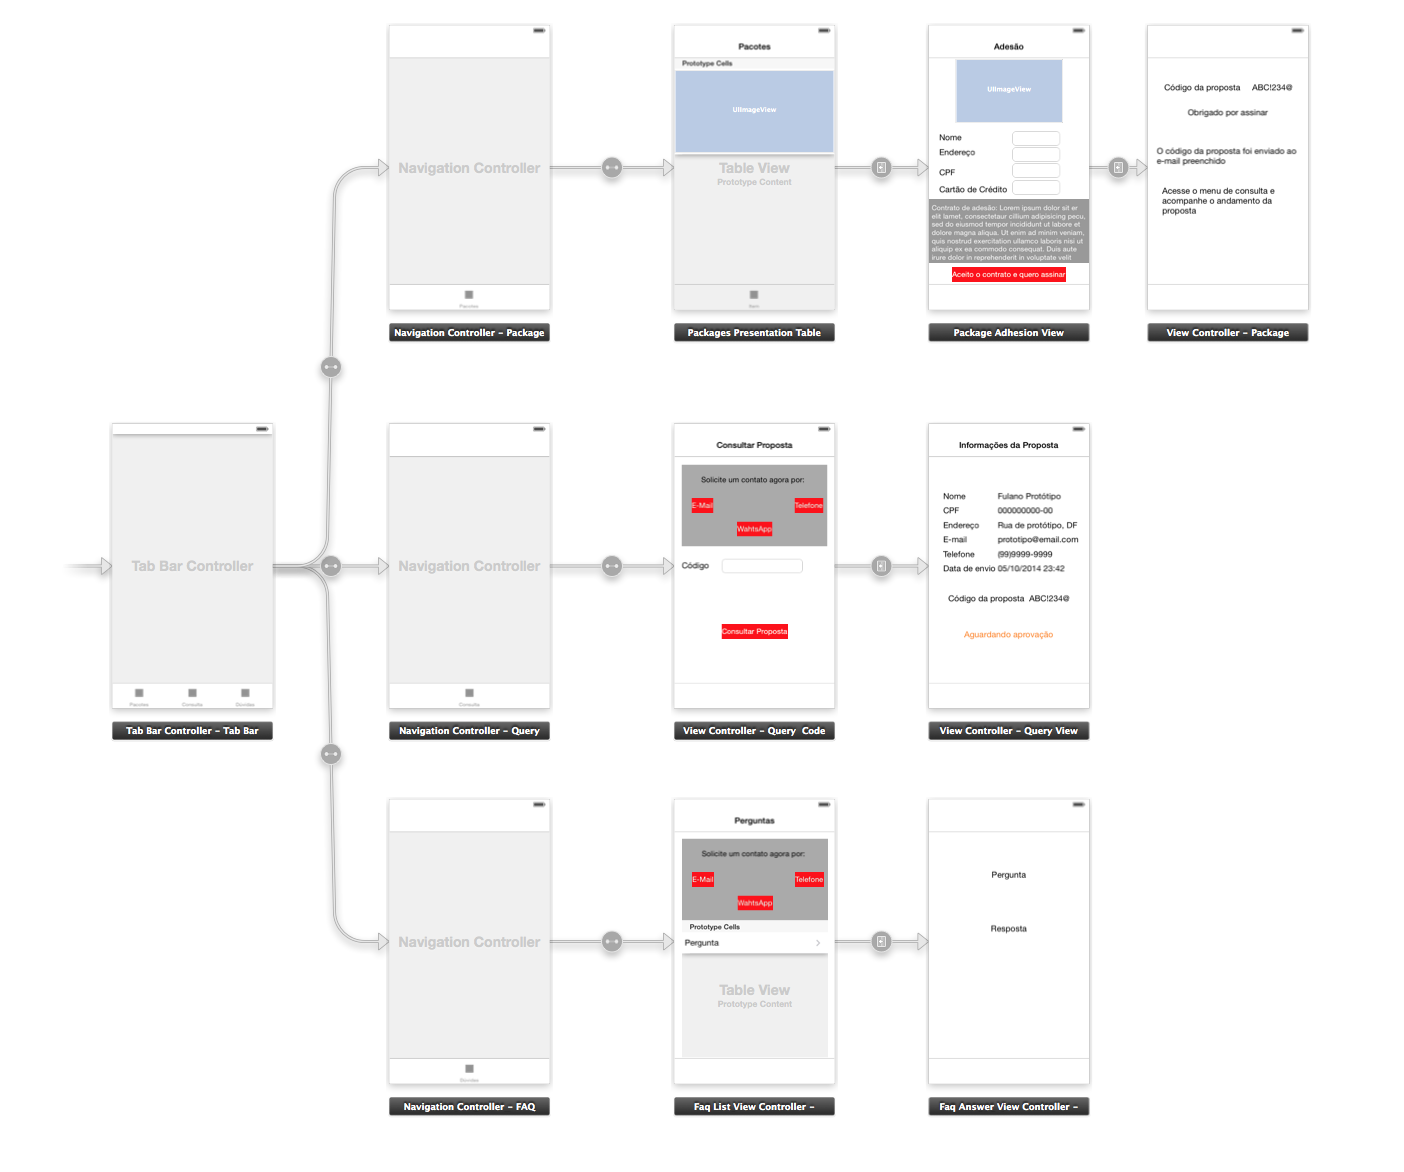 Navigation Controller
Pacotes
Navigation Controller - Package
Pacotes
Prototype Cells
UIImageView
Table View
Prototype Content
Item
Packages Presentation Table
Adesão
UIImageView
Nome
Endereço
CPF
Cartão de Crédito
Contrato de adesão: Lorem ipsum dolor sit er
elit lamet, consectetaur cillium adipisicing pecu,
sed do eiusmod tempor incididunt ut labore et
dolore magna aliqua. Ut enim ad minim veniam,
quis nostrud exercitation ullamco laboris nisi ut
aliquip ex ea commodo consequat. Duis aute
irure dolor in reprehenderit in voluptate velit
Aceito o contrato e quero assinar
Package Adhesion View
Código da proposta ABC!234@
Obrigado por assinar
O código da proposta foi enviado ao
e-mail preenchido
Acesse o menu de consulta e
acompanhe o andamento da
proposta
View Controller - Package
Tab Bar Controller
Pacotes Consulta Dúvidas
Tab Bar Controller - Tab Bar
Navigation Controller
Consulta
Navigation Controller - Query
Consultar Proposta
Solicite um contato agora por:
E-Mail Telefone
WahtsApp
Código
Consultar Proposta
View Controller - Query Code
Informações da Proposta
Nome Fulano Protótipo
CPF 000000000-00
Endereço Rua de protótipo, DF
E-mail prototipo@email.com
Telefone (99)9999-9999
Data de envio 05/10/2014 23:42
Código da proposta ABC!234@
Aguardando aprovação
View Controller - Query View
Navigation Controller
Dúvidas
Navigation Controller - FAQ
Perguntas
Solicite um contato agora por:
E-Mail Telefone
WahtsApp
Prototype Cells
Pergunta
Table View
Prototype Content
Faq List View Controller -
Pergunta
Resposta
Faq Answer View Controller -